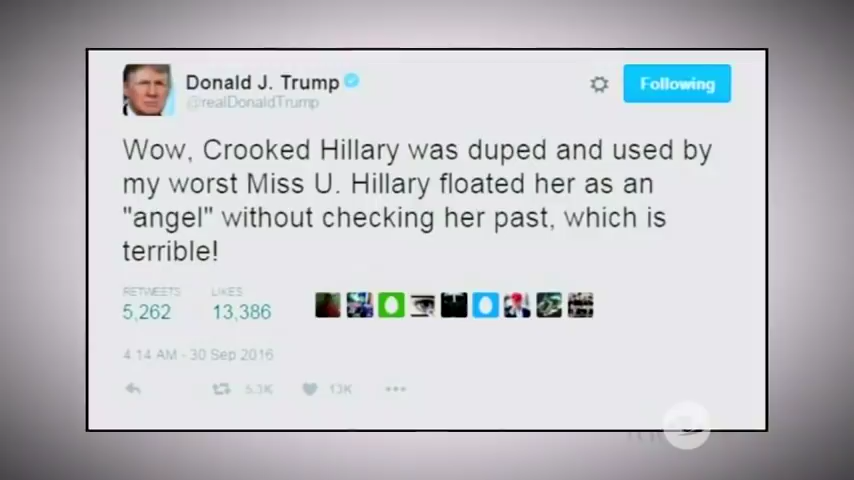 Donald J. Trump
@realDonaldTrump
Following
Wow, Crooked Hillary was duped and used by
my worst Miss U. Hillary floated her as an
"angel" without checking her past, which is
terrible!
RETWEETS LIKES
5,262 13,386
4:14 AM - 30 Sep 2016
5.3K 13K